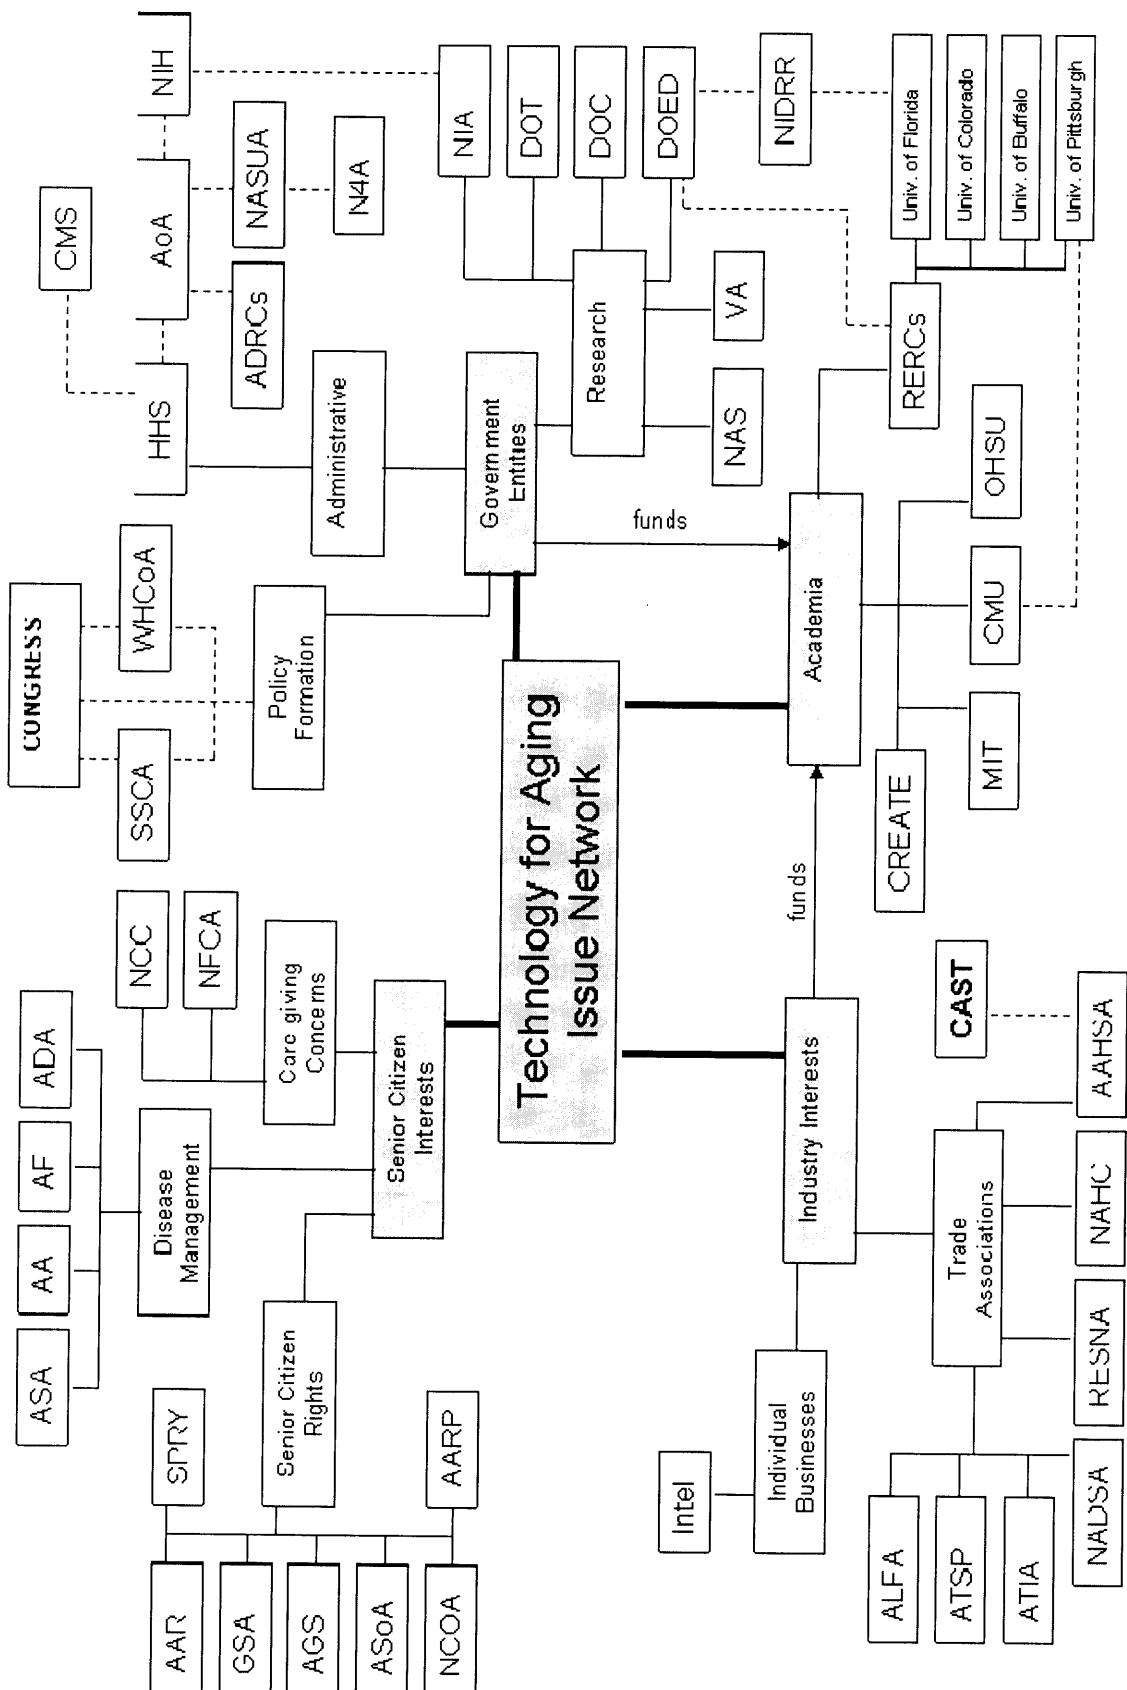 CONGRESS
ASA
AA
AF
ADA
CMS
SSCA
WHCoA
NCC
NFCA
HHS
AoA
NIH
ADRCs
NASUA
N4A
Disease
Management
SPRY
AAR
GSA
AGS
ASoA
NCOA
AARP
Senior Citizen
Rights
Care giving
Concerns
Policy
Formation
Administrative
Senior Citizen
Interests
Government
Entities
NIA
DOT
DOC
DOED
Research
NAS
VA
NIDRR
Technology for Aging
Issue Network
funds
Intel
Individual
Businesses
Industry Interests
funds
Academia
RERCs
Univ. of Florida
Univ. of Colorado
Univ. of Buffalo
Univ. of Pittsburgh
CREATE
MIT
CMU
OHSU
CAST
Trade
Associations
ALFA
ATSP
ATIA
NADSA
RESNA
NAHC
AAHSA